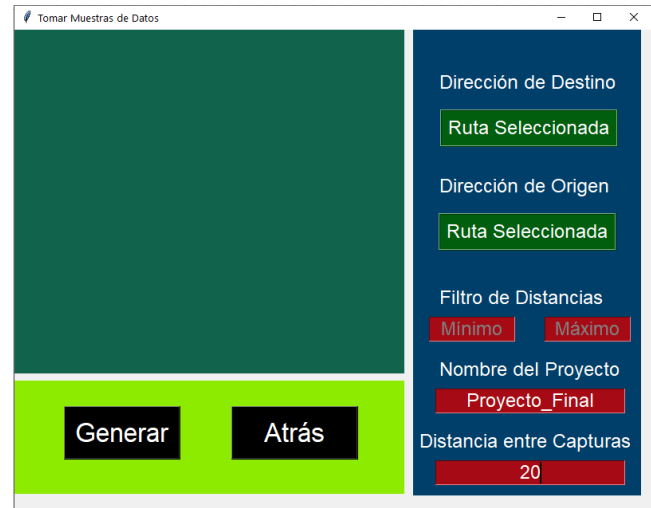 Tomar Muestras de Datos
Dirección de Destino
Ruta Seleccionada
Dirección de Origen
Ruta Seleccionada
Filtro de Distancias
Mínimo Máximo
Nombre del Proyecto
Proyecto_Final
Distancia entre Capturas
20
Generar Atrás